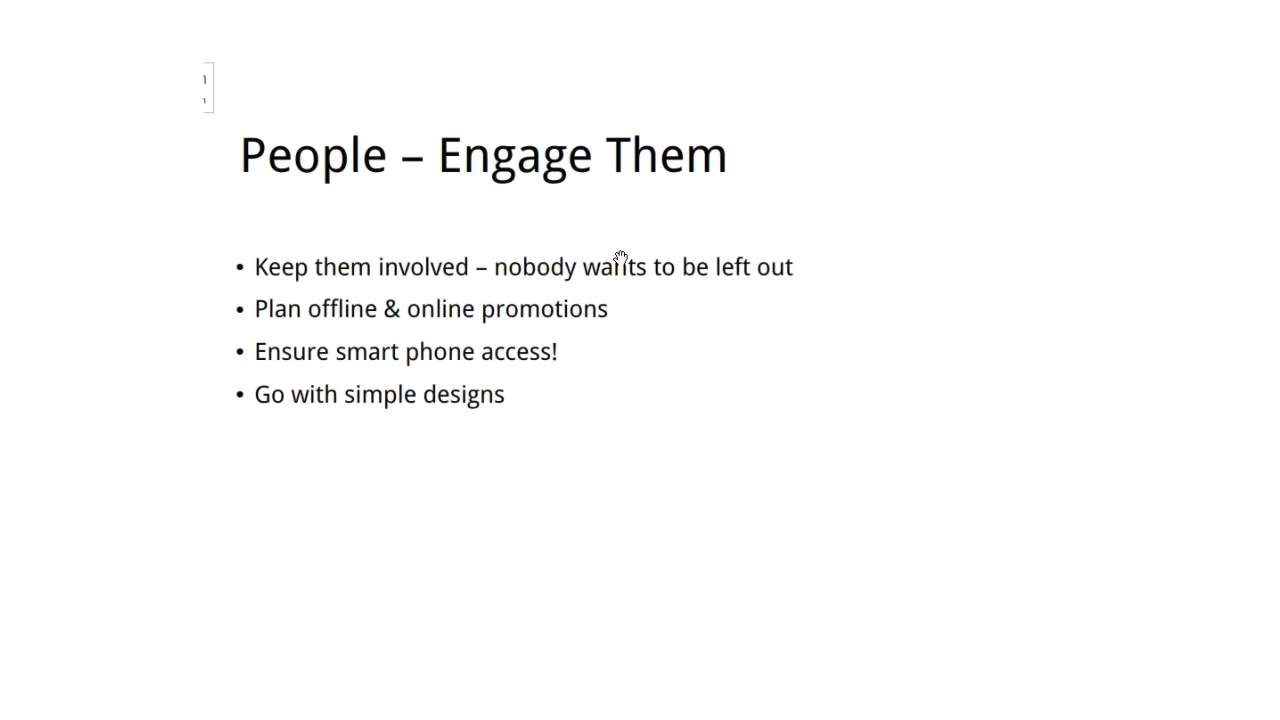 People – Engage Them
• Keep them involved – nobody wants to be left out
• Plan offline & online promotions
• Ensure smart phone access!
• Go with simple designs